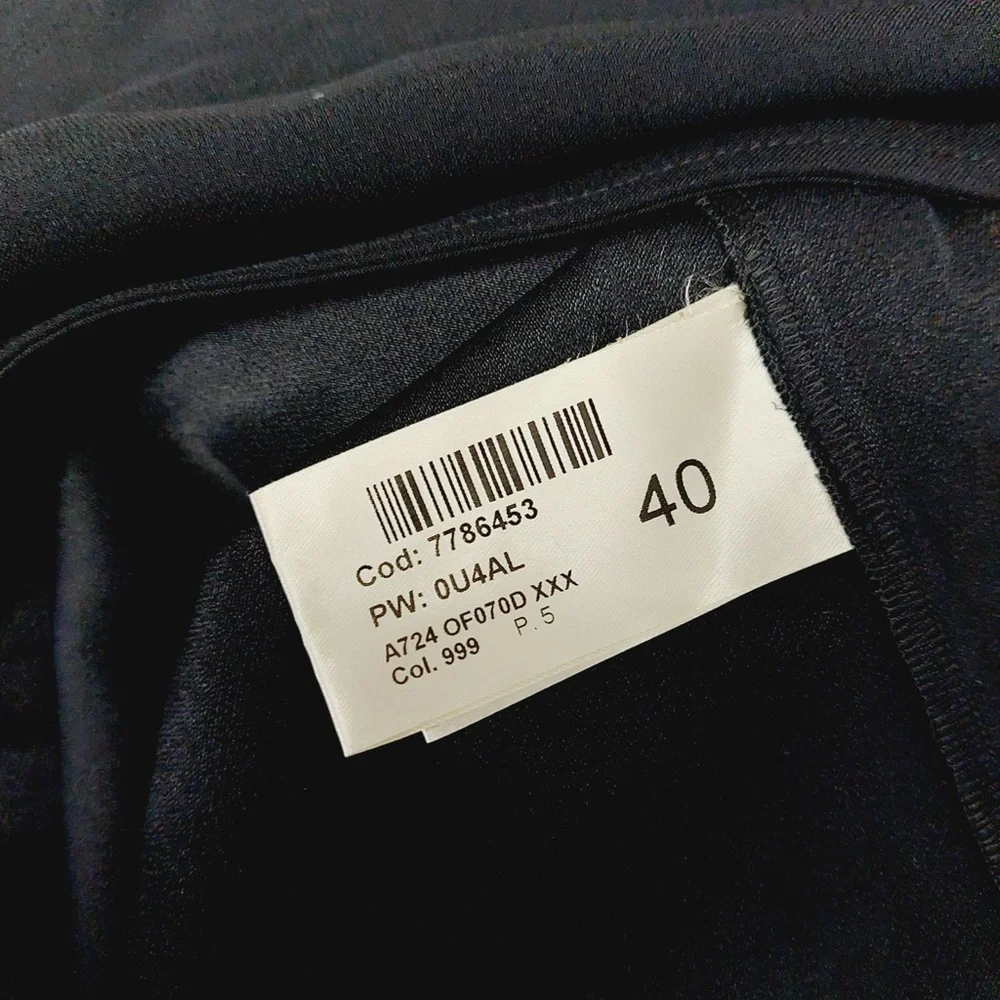 Cod: 7786453
40
PW: 0U4AL
A724 OF070D XXX
Col. 999 P. 5